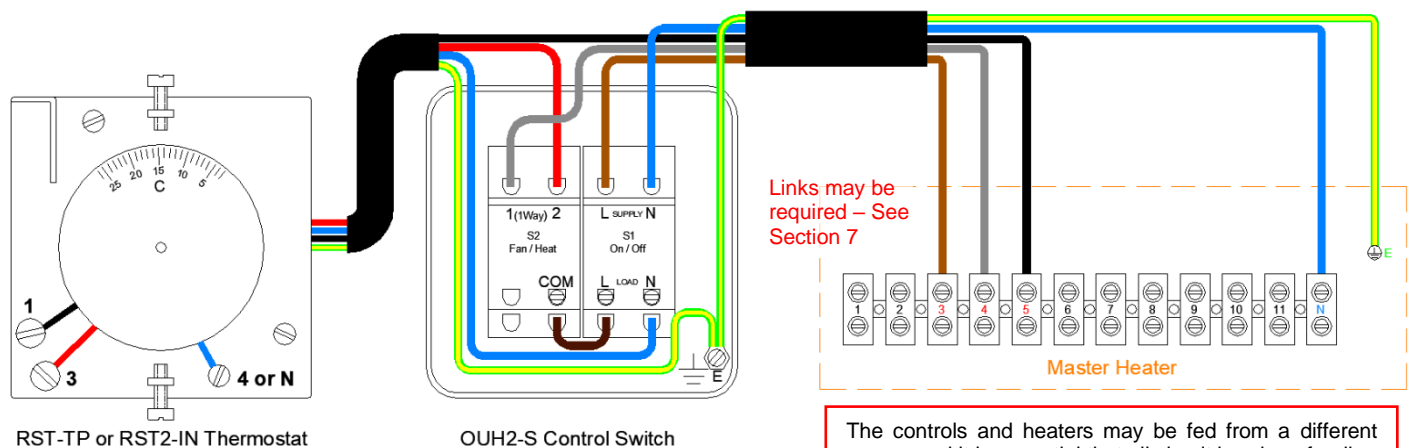 25 20 15 10 5
C
1
3
4 or N
RST-TP or RST2-IN Thermostat
1(1Way) 2
S2
Fan / Heat
COM
L SUPPLY N
S1
On / Off
L LOAD N
E
OUH2-S Control Switch
Links may be
required – See
Section 7
E
1 2 3 4 5 6 7 8 9 10 11 N
Master Heater
The controls and heaters may be fed from a different